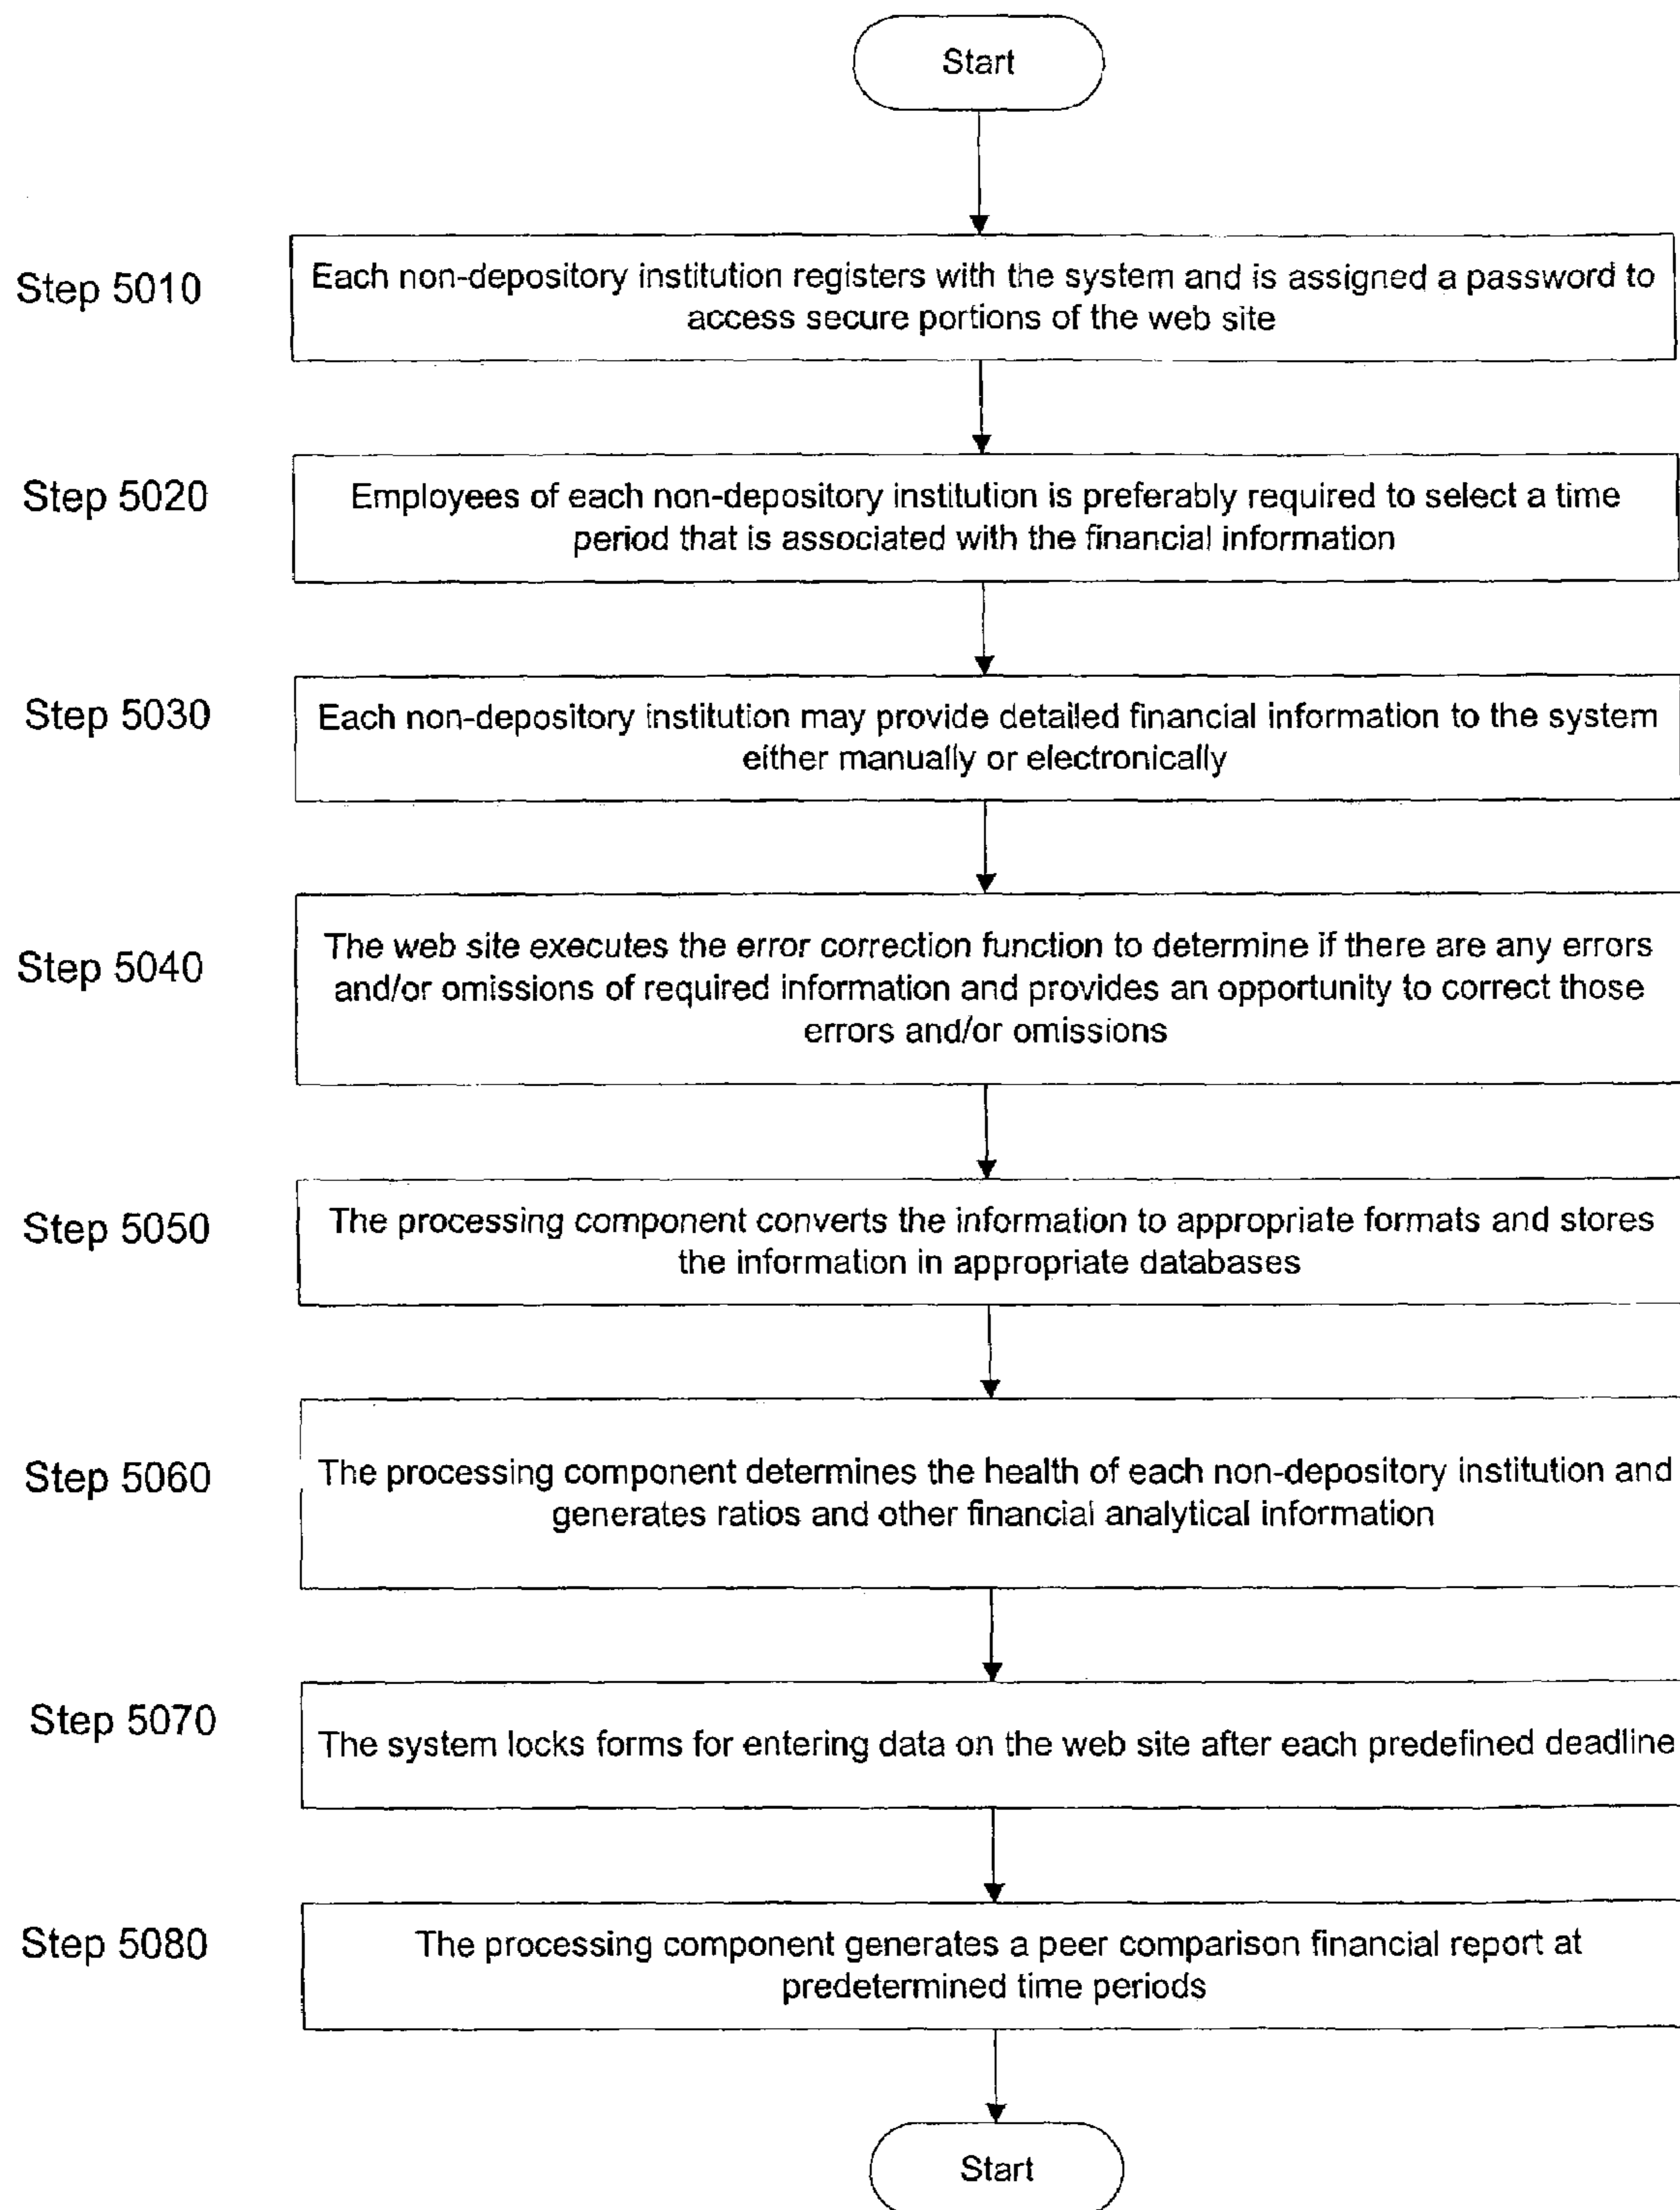 Start
Step 5010
Each non-depository institution registers with the system and is assigned a password to
access secure portions of the web site
Step 5020
Employees of each non-depository institution is preferably required to select a time
period that is associated with the financial information
Step 5030
Each non-depository institution may provide detailed financial information to the system
either manually or electronically
Step 5040
The web site executes the error correction function to determine if there are any errors
and/or omissions of required information and provides an opportunity to correct those
errors and/or omissions
Step 5050
The processing component converts the information to appropriate formats and stores
the information in appropriate databases
Step 5060
The processing component determines the health of each non-depository institution and
generates ratios and other financial analytical information
Step 5070
The system locks forms for entering data on the web site after each predefined deadline
Step 5080
The processing component generates a peer comparison financial report at
predetermined time periods
Start